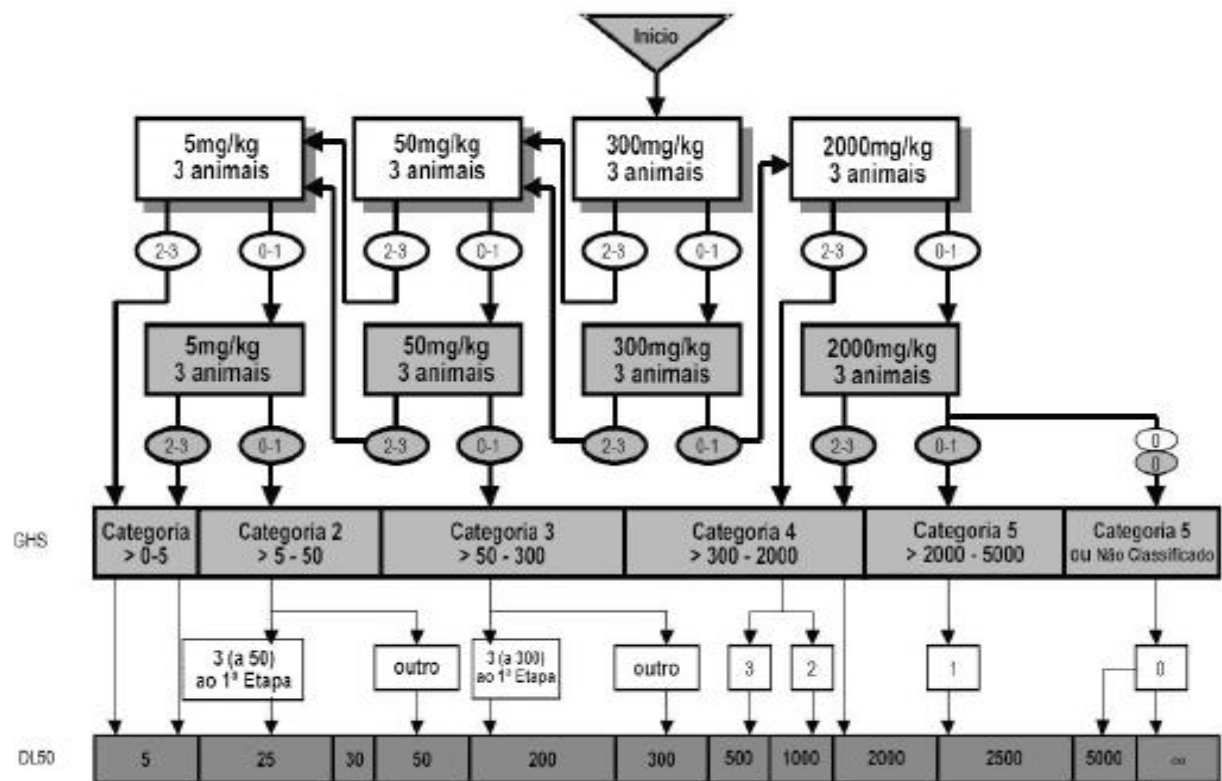 Início
5mg/kg
3 animais
50mg/kg
3 animais
300mg/kg
3 animais
2000mg/kg
3 animais
2-3
0-1
2-3
0-1
2-3
0-1
2-3
0-1
5mg/kg
3 animais
50mg/kg
3 animais
300mg/kg
3 animais
2000mg/kg
3 animais
2-3
0-1
2-3
0-1
2-3
0-1
2-3
0-1
0
0
GHS
Categoria
> 0-5
Categoria 2
> 5 - 50
Categoria 3
> 50 - 300
Categoria 4
> 300 - 2000
Categoria 5
> 2000 - 5000
Categoria 5
ou Não Classificado
3 (a 50)
ao 1ª Etapa
outro
3 (a 300)
ao 1ª Etapa
outro
3
2
1
0
DL50
5
25
30
50
200
300
500
1000
2000
2500
5000
∞